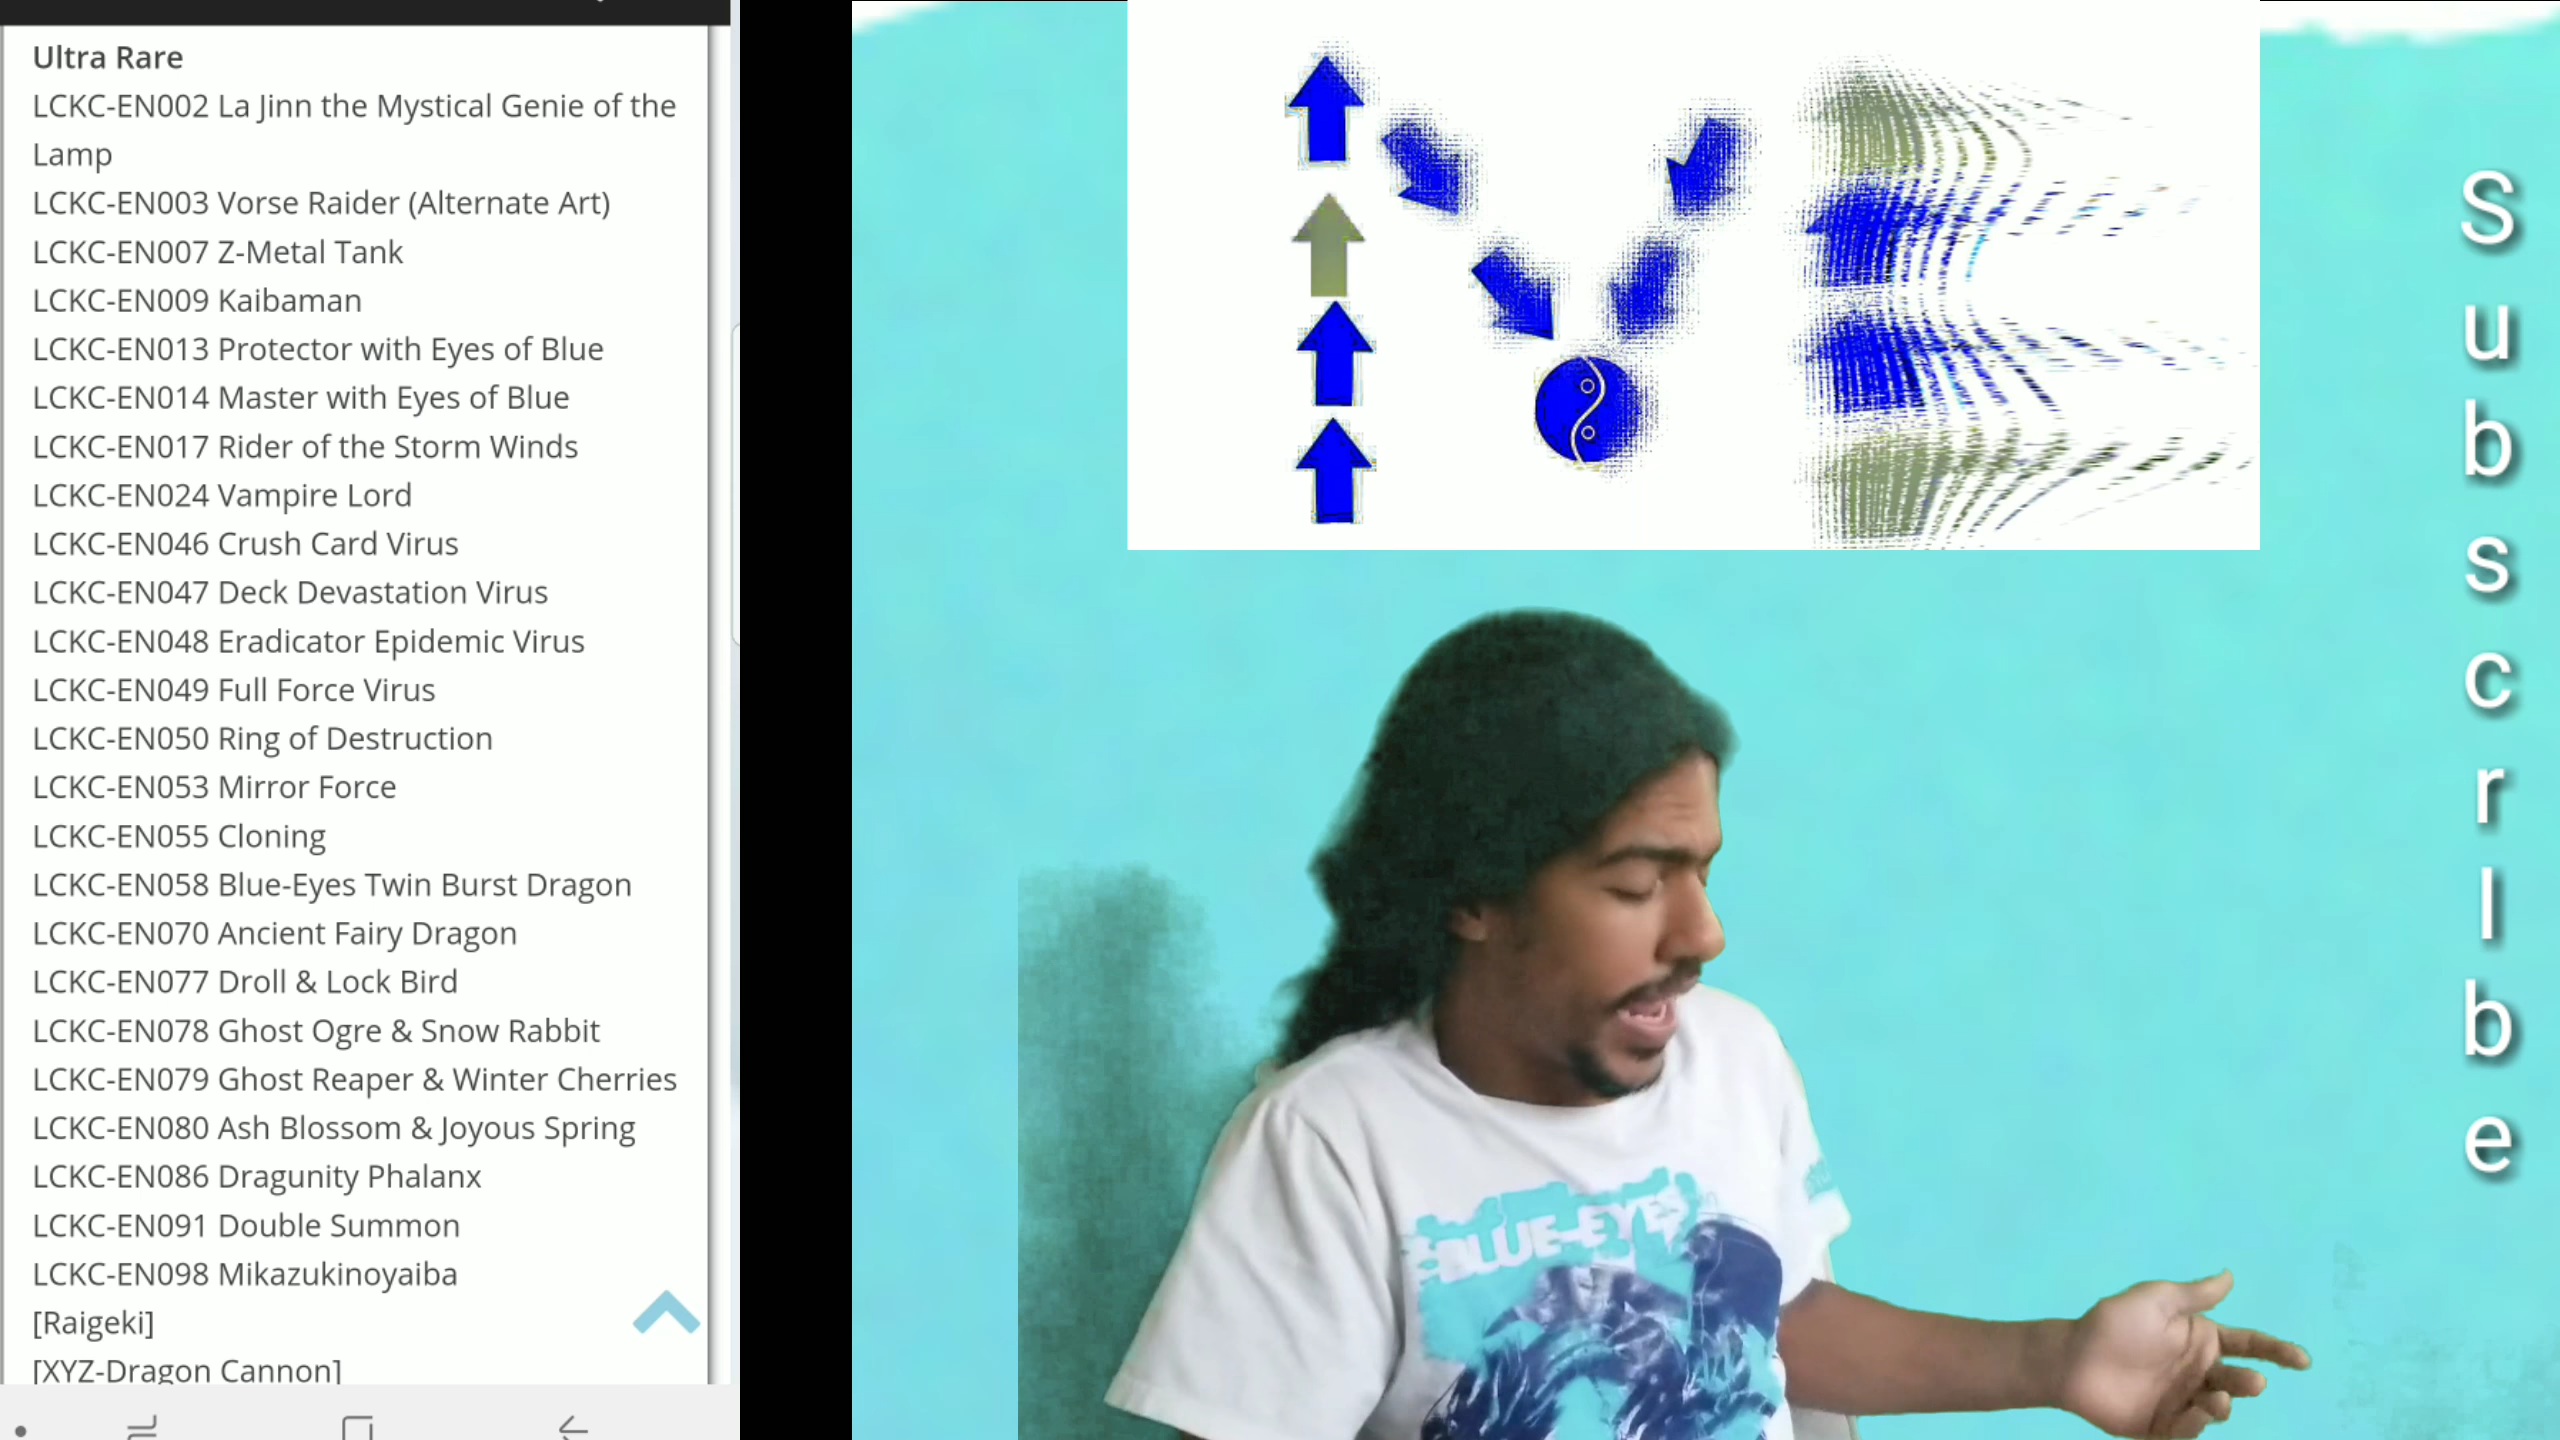 Ultra Rare
LCKC-EN002 La Jinn the Mystical Genie of the
Lamp
LCKC-EN003 Vorse Raider (Alternate Art)
LCKC-EN007 Z-Metal Tank
LCKC-EN009 Kaibaman
LCKC-EN013 Protector with Eyes of Blue
LCKC-EN014 Master with Eyes of Blue
LCKC-EN017 Rider of the Storm Winds
LCKC-EN024 Vampire Lord
LCKC-EN046 Crush Card Virus
LCKC-EN047 Deck Devastation Virus
LCKC-EN048 Eradicator Epidemic Virus
LCKC-EN049 Full Force Virus
LCKC-EN050 Ring of Destruction
LCKC-EN053 Mirror Force
LCKC-EN055 Cloning
LCKC-EN058 Blue-Eyes Twin Burst Dragon
LCKC-EN070 Ancient Fairy Dragon
LCKC-EN077 Droll & Lock Bird
LCKC-EN078 Ghost Ogre & Snow Rabbit
LCKC-EN079 Ghost Reaper & Winter Cherries
LCKC-EN080 Ash Blossom & Joyous Spring
LCKC-EN086 Dragunity Phalanx
LCKC-EN091 Double Summon
LCKC-EN098 Mikazukinoyaiba
[Raigeki]
[XYZ-Dragon Cannon]
SubscrIbe
BLUE-EYES